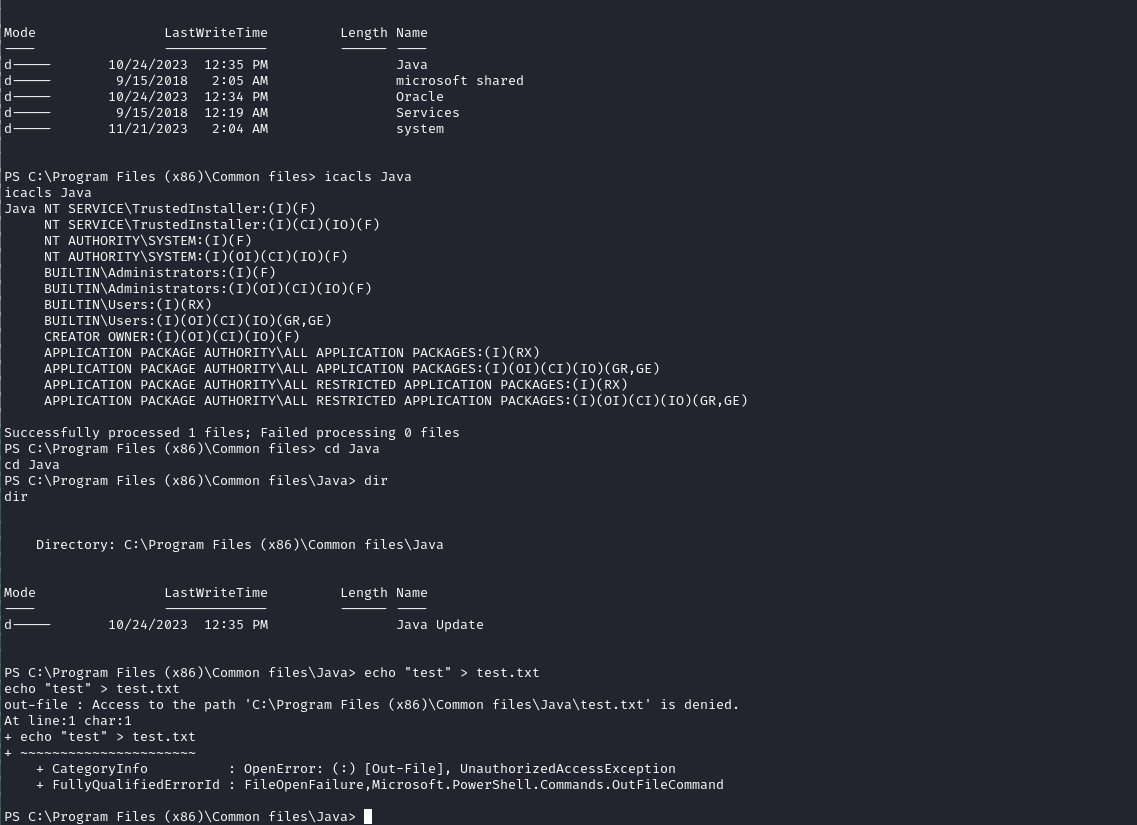 Mode                LastWriteTime         Length Name
----                -------------         ------ ----
d-----       10/24/2023  12:35 PM                Java
d-----        9/15/2018   2:05 AM                microsoft shared
d-----       10/24/2023  12:34 PM                Oracle
d-----        9/15/2018  12:19 AM                Services
d-----       11/21/2023   2:04 AM                system
PS C:\Program Files (x86)\Common files> icacls Java
icacls Java
Java NT SERVICE\TrustedInstaller:(I)(F)
     NT SERVICE\TrustedInstaller:(I)(CI)(IO)(F)
     NT AUTHORITY\SYSTEM:(I)(F)
     NT AUTHORITY\SYSTEM:(I)(OI)(CI)(IO)(F)
     BUILTIN\Administrators:(I)(F)
     BUILTIN\Administrators:(I)(OI)(CI)(IO)(F)
     BUILTIN\Users:(I)(RX)
     BUILTIN\Users:(I)(OI)(CI)(IO)(GR,GE)
     CREATOR OWNER:(I)(OI)(CI)(IO)(F)
     APPLICATION PACKAGE AUTHORITY\ALL APPLICATION PACKAGES:(I)(RX)
     APPLICATION PACKAGE AUTHORITY\ALL APPLICATION PACKAGES:(I)(OI)(CI)(IO)(GR,GE)
     APPLICATION PACKAGE AUTHORITY\ALL RESTRICTED APPLICATION PACKAGES:(I)(RX)
     APPLICATION PACKAGE AUTHORITY\ALL RESTRICTED APPLICATION PACKAGES:(I)(OI)(CI)(IO)(GR,GE)
Successfully processed 1 files; Failed processing 0 files
PS C:\Program Files (x86)\Common files> cd Java
cd Java
PS C:\Program Files (x86)\Common files\Java> dir
dir
    Directory: C:\Program Files (x86)\Common files\Java
Mode                LastWriteTime         Length Name
----                -------------         ------ ----
d-----       10/24/2023  12:35 PM                Java Update
PS C:\Program Files (x86)\Common files\Java> echo "test" > test.txt
echo "test" > test.txt
out-file : Access to the path 'C:\Program Files (x86)\Common files\Java\test.txt' is denied.
At line:1 char:1
+ echo "test" > test.txt
+ ~~~~~~~~~~~~~~~~~~~~~~
    + CategoryInfo          : OpenError: (:) [Out-File], UnauthorizedAccessException
    + FullyQualifiedErrorId : FileOpenFailure,Microsoft.PowerShell.Commands.OutFileCommand
PS C:\Program Files (x86)\Common files\Java>